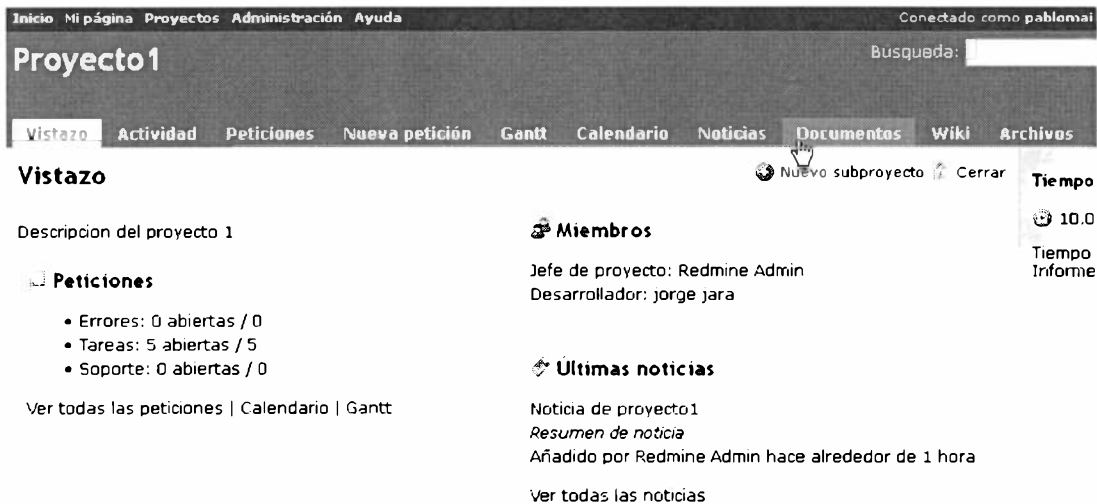 Inicio Mi página Proyectos Administración Ayuda Conectado como pablomai
Proyecto1 Búsqueda:
Vistazo Actividad Peticiones Nueva petición Gantt Calendario Noticias Documentos Wiki Archivos
Vistazo
Nuevo subproyecto Cerrar
Descripcion del proyecto 1
Peticiones
• Errores: 0 abiertas / 0
• Tareas: 5 abiertas / 5
• Soporte: 0 abiertas / 0
Ver todas las peticiones | Calendario | Gantt
Miembros
Jefe de proyecto: Redmine Admin
Desarrollador: jorge jara
Últimas noticias
Noticia de proyecto1
Resumen de noticia
Añadido por Redmine Admin hace alrededor de 1 hora
Ver todas las noticias
Tiempo
10.0
Tiempo
Informe